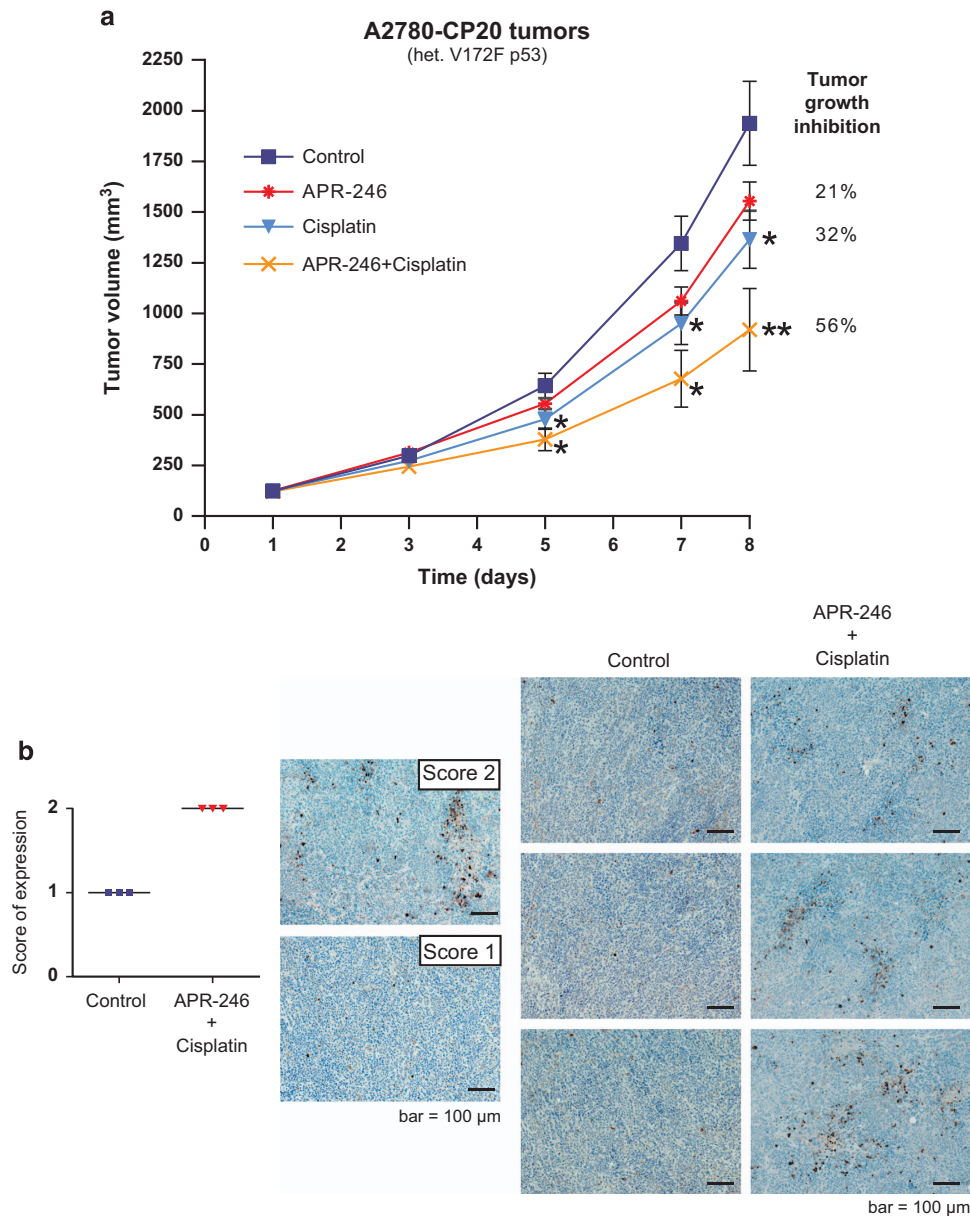 a
A2780-CP20 tumors
(het. V172F p53)
Tumor
growth
inhibition
2250
2000
1750
1500
1250
1000
750
500
250
0
Tumor volume (mm³)
Control
APR-246
Cisplatin
APR-246+Cisplatin
21%
*
32%
**
56%
*
*
*
*
0
1
2
3
4
5
6
7
8
Time (days)
b
2
1
0
Score of expression
Control
APR-246
+
Cisplatin
Score 2
Score 1
bar = 100 µm
Control
APR-246
+
Cisplatin
bar = 100 µm